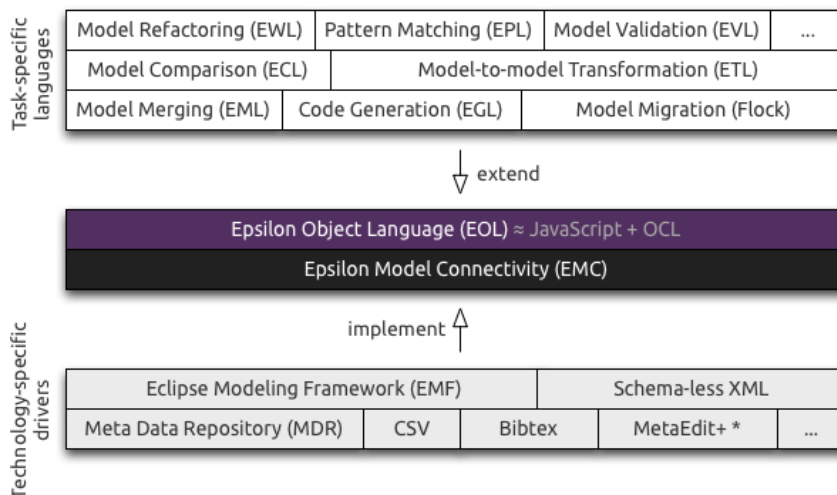 Task-specific
languages
Model Refactoring (EWL) Pattern Matching (EPL) Model Validation (EVL) ...
Model Comparison (ECL) Model-to-model Transformation (ETL)
Model Merging (EML) Code Generation (EGL) Model Migration (Flock)
extend
Epsilon Object Language (EOL) ≈ JavaScript + OCL
Epsilon Model Connectivity (EMC)
implement
Technology-specific
drivers
Eclipse Modeling Framework (EMF) Schema-less XML
Meta Data Repository (MDR) CSV Bibtex MetaEdit+ * ...